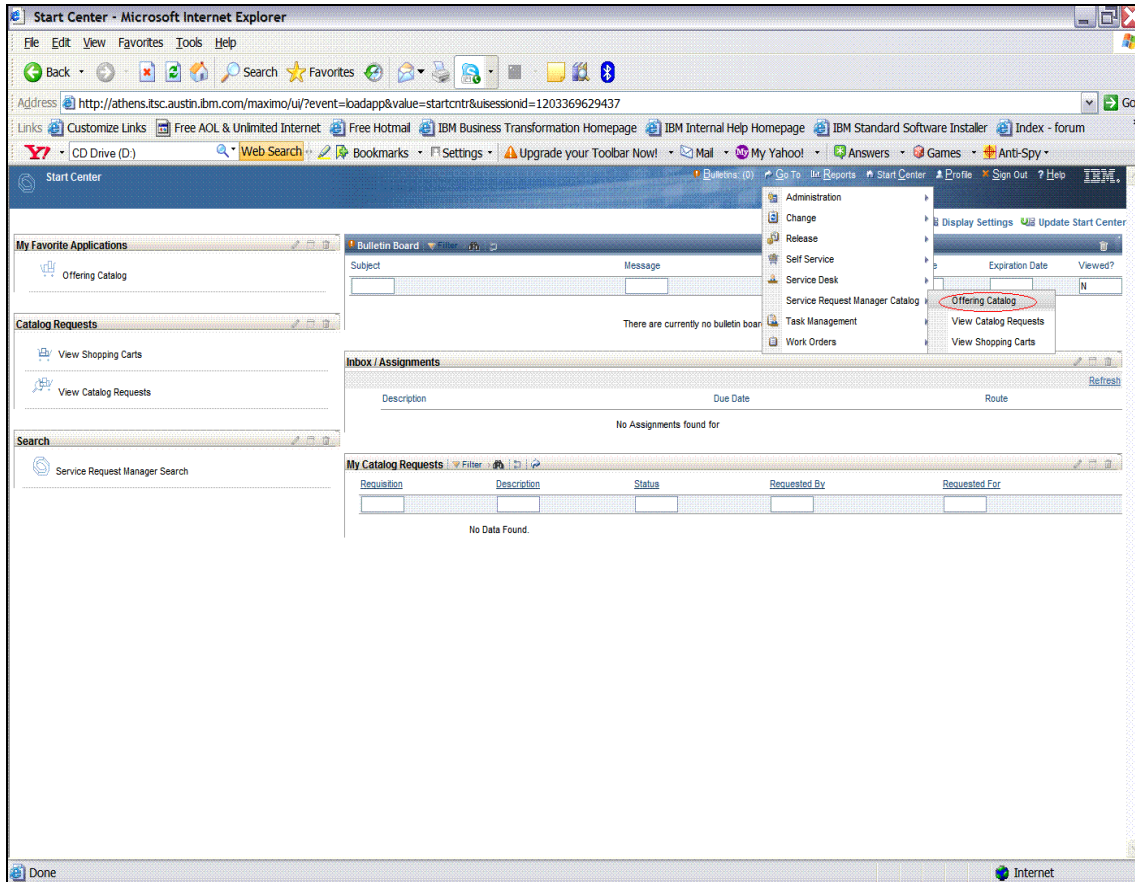 Start Center - Microsoft Internet Explorer
File Edit View Favorites Tools Help
Back Search Favorites
Address http://athens.itsc.austin.ibm.com/maximo/ui/?event=loadapp&value=startcntr&uisessionid=1203369629437 Go
Links Customize Links Free AOL & Unlimited Internet Free Hotmail IBM Business Transformation Homepage IBM Internal Help Homepage IBM Standard Software Installer Index - forum
Y! CD Drive (D:) Web Search Bookmarks Settings Upgrade your Toolbar Now! Mail My Yahoo! Answers Games Anti-Spy
Start Center Bulletins: (0) Go To Reports Start Center Profile Sign Out ? Help IBM.
Display Settings Update Start Center
Administration
Change
Release
Self Service
Service Desk
Service Request Manager Catalog
Task Management
Work Orders
Offering Catalog
View Catalog Requests
View Shopping Carts
My Favorite Applications
Offering Catalog
Catalog Requests
View Shopping Carts
View Catalog Requests
Search
Service Request Manager Search
Bulletin Board Filter
Subject Message Expiration Date Viewed?
N
There are currently no bulletin boar
Inbox / Assignments
Refresh
Description Due Date Route
No Assignments found for
My Catalog Requests Filter
Requisition Description Status Requested By Requested For
No Data Found.
Done Internet